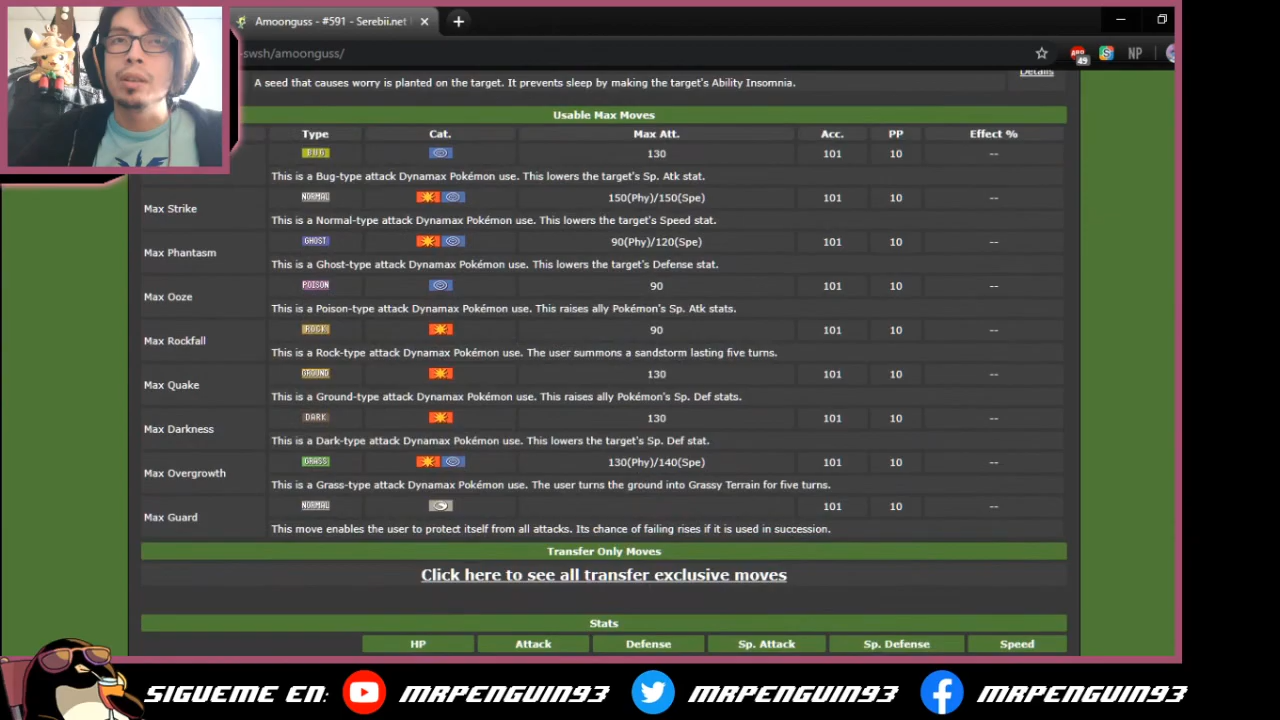 Amoonguss - #591 - Serebii.net
-swsh/amoonguss/
49
NP
A seed that causes worry is planted on the target. It prevents sleep by making the target's Ability Insomnia.
Details
Usable Max Moves
Type Cat. Max Att. Acc. PP Effect %
BUG 130 101 10 --
This is a Bug-type attack Dynamax Pokémon use. This lowers the target's Sp. Atk stat.
Max Strike NORMAL 150(Phy)/150(Spe) 101 10 --
This is a Normal-type attack Dynamax Pokémon use. This lowers the target's Speed stat.
Max Phantasm GHOST 90(Phy)/120(Spe) 101 10 --
This is a Ghost-type attack Dynamax Pokémon use. This lowers the target's Defense stat.
Max Ooze POISON 90 101 10 --
This is a Poison-type attack Dynamax Pokémon use. This raises ally Pokémon's Sp. Atk stats.
Max Rockfall ROCK 90 101 10 --
This is a Rock-type attack Dynamax Pokémon use. The user summons a sandstorm lasting five turns.
Max Quake GROUND 130 101 10 --
This is a Ground-type attack Dynamax Pokémon use. This raises ally Pokémon's Sp. Def stats.
Max Darkness DARK 130 101 10 --
This is a Dark-type attack Dynamax Pokémon use. This lowers the target's Sp. Def stat.
Max Overgrowth GRASS 130(Phy)/140(Spe) 101 10 --
This is a Grass-type attack Dynamax Pokémon use. The user turns the ground into Grassy Terrain for five turns.
Max Guard NORMAL 101 10 --
This move enables the user to protect itself from all attacks. Its chance of failing rises if it is used in succession.
Transfer Only Moves
Click here to see all transfer exclusive moves
Stats
HP Attack Defense Sp. Attack Sp. Defense Speed
SIGUEME EN: MRPENGUIN93 MRPENGUIN93 MRPENGUIN93